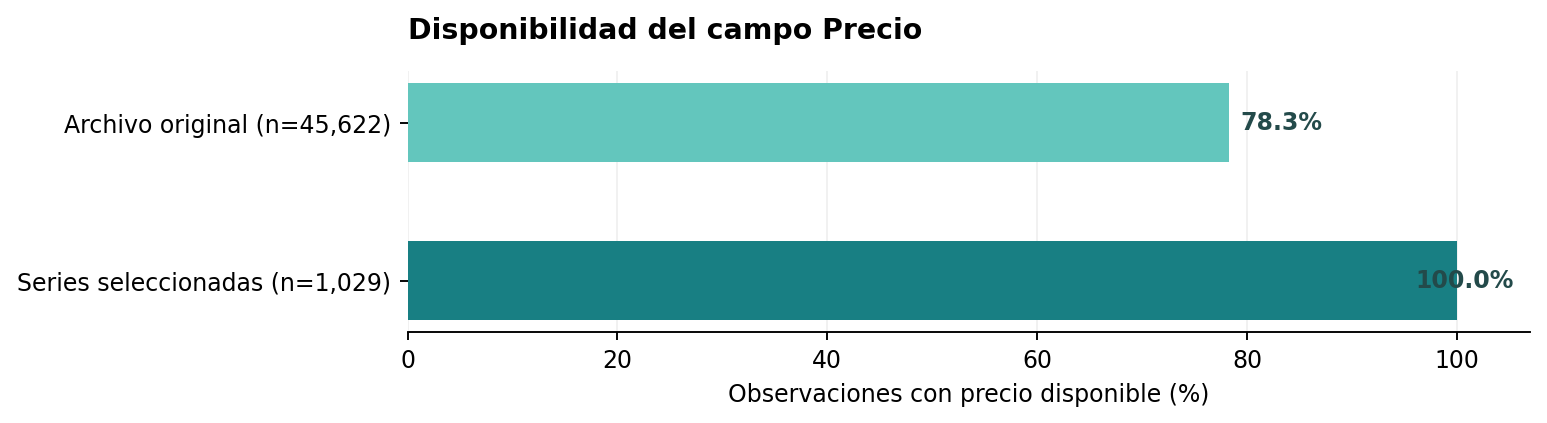 Disponibilidad del campo Precio
Archivo original (n=45,622)
78.3%
Series seleccionadas (n=1,029)
100.0%
0 20 40 60 80 100
Observaciones con precio disponible (%)